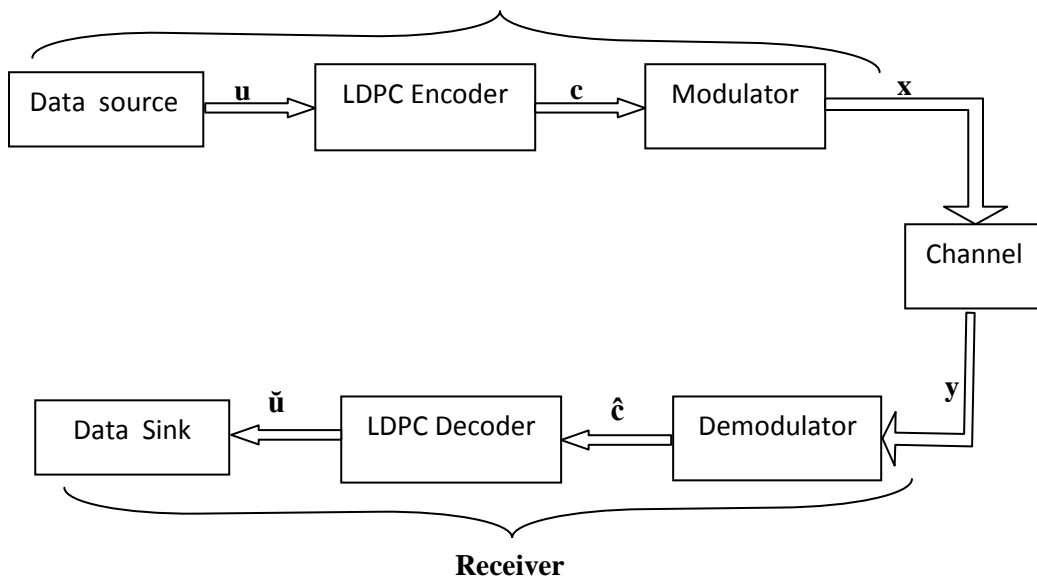 Data source
u
LDPC Encoder
c
Modulator
x
Channel
y
Demodulator
ĉ
LDPC Decoder
ŭ
Data Sink
Receiver